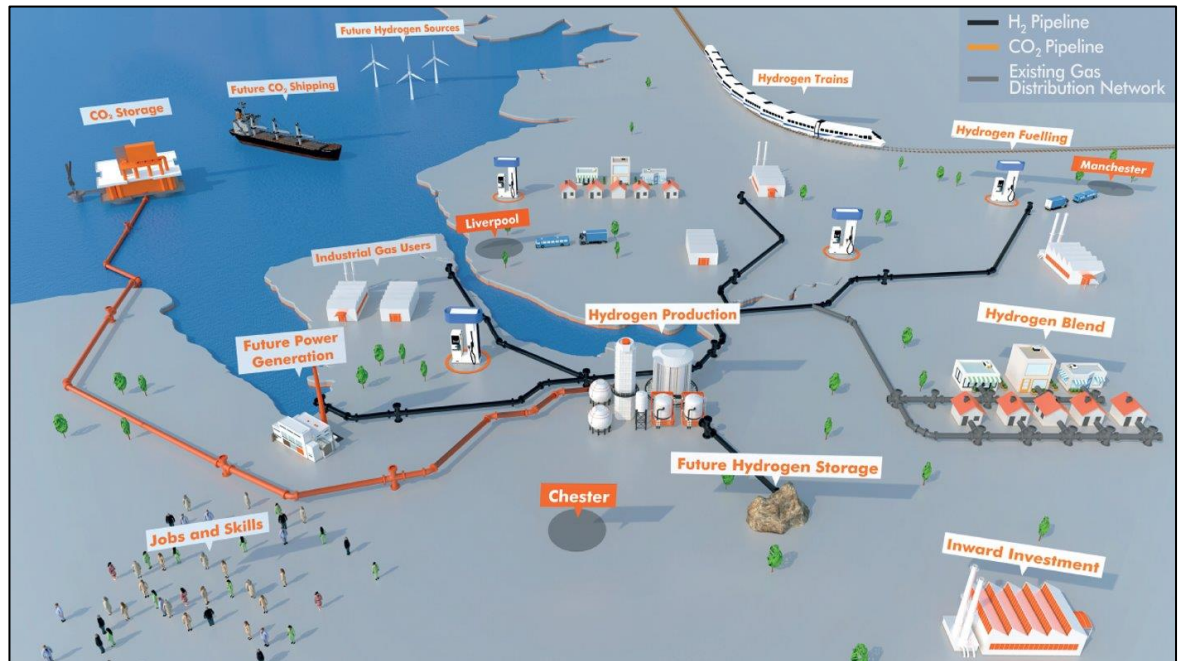 Future Hydrogen Sources
H₂ Pipeline
CO₂ Pipeline
Existing Gas
Distribution Network
Future CO₂ Shipping
Hydrogen Trains
CO₂ Storage
Hydrogen Fuelling
Manchester
Liverpool
Industrial Gas Users
Hydrogen Production
Hydrogen Blend
Future Power
Generation
Future Hydrogen Storage
Chester
Jobs and Skills
Inward Investment